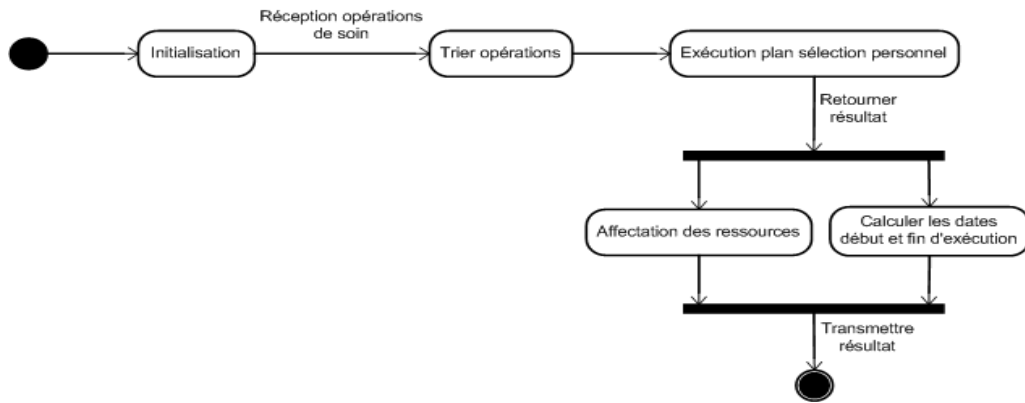 Réception opérations
de soin
Initialisation
Trier opérations
Exécution plan sélection personnel
Retourner
résultat
Affectation des ressources
Calculer les dates
début et fin d'exécution
Transmettre
résultat